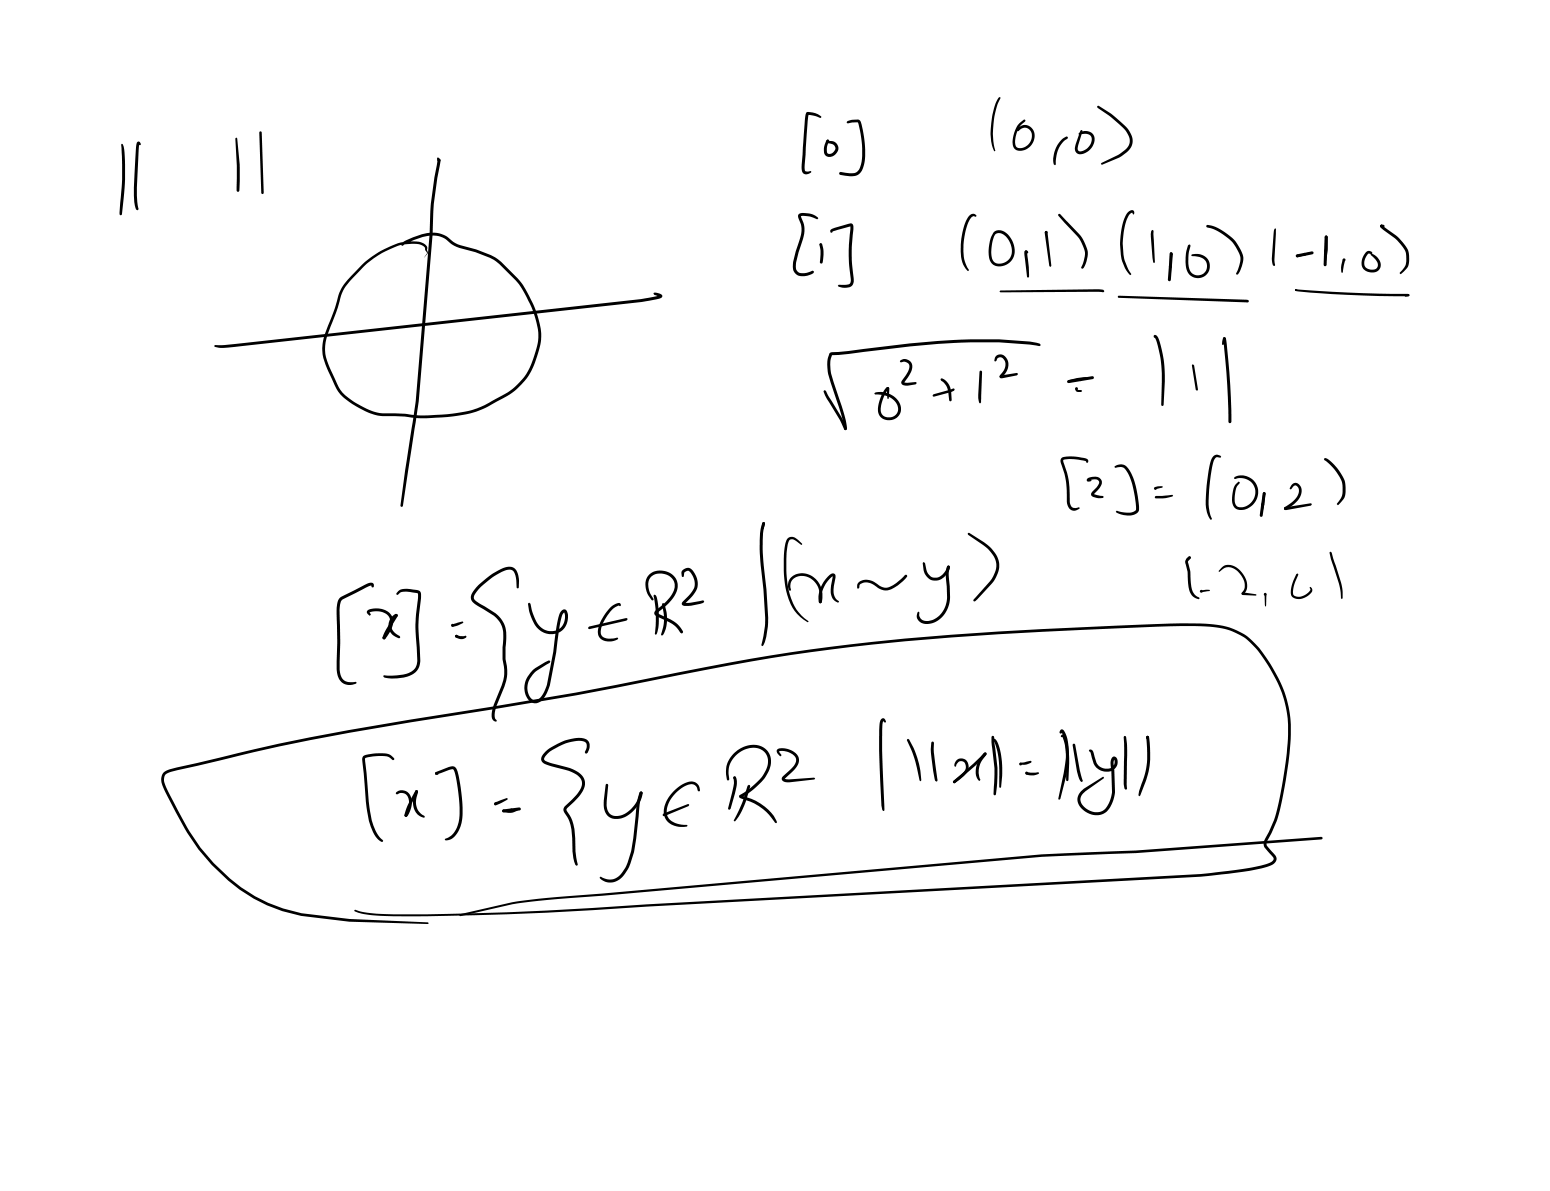 || ||
[0] (0,0)
[1] (0,1) (1,0) (-1,0)
√0²+1² = |1|
[2] = (0,2)
(-2,0)
[x] = {y ∈ R² | (x ~ y)
[x] = {y ∈ R² | ||x|| = ||y||